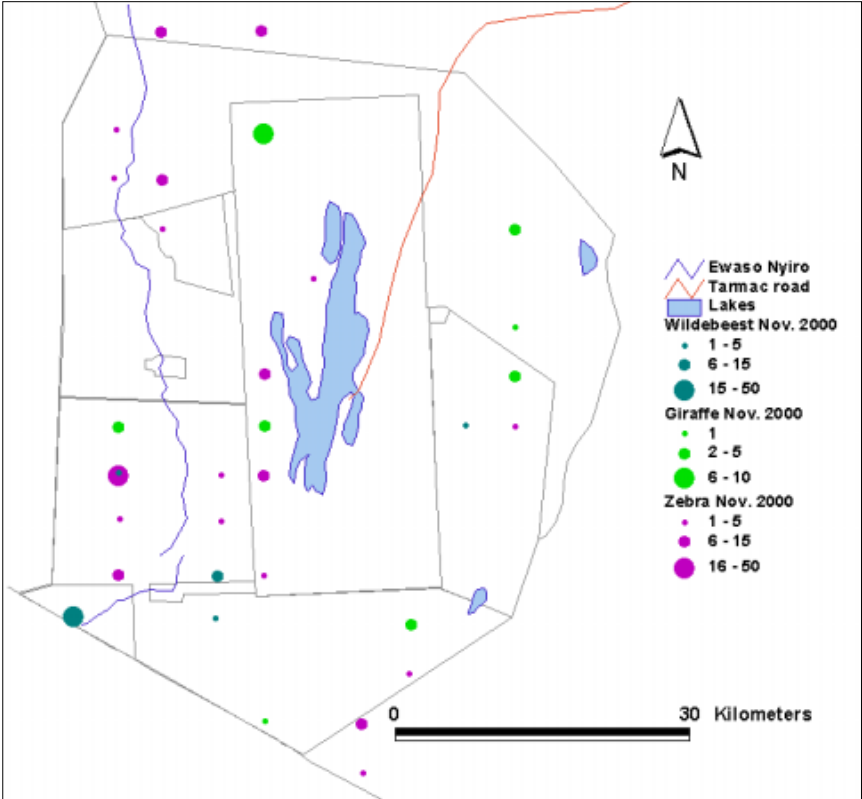 N
Ewaso Nyiro
Tarmac road
Lakes
Wildebeest Nov. 2000
1 - 5
6 - 15
15 - 50
Giraffe Nov. 2000
1
2 - 5
6 - 10
Zebra Nov. 2000
1 - 5
6 - 15
16 - 50
0 30 Kilometers